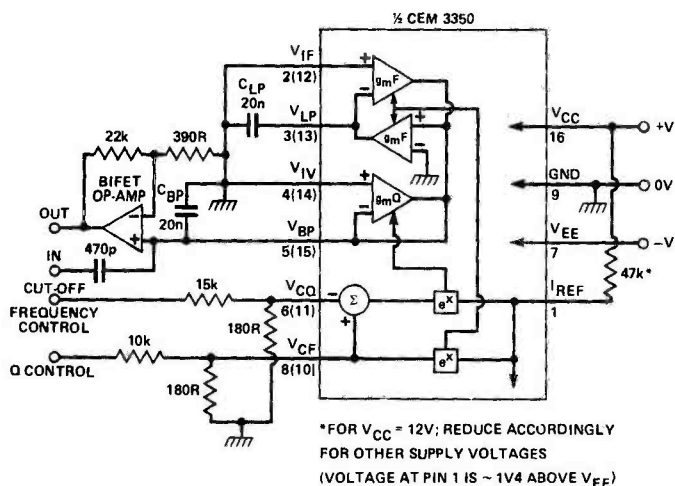 ½ CEM 3350
V_IF
2(12)
C_LP
20n
V_LP
3(13)
22k
390R
BIFET
OP-AMP
C_BP
20n
V_IV
4(14)
V_BP
5(15)
OUT
IN
470p
CUT-OFF
FREQUENCY
CONTROL
15k
V_CQ
6(11)
180R
10k
V_CF
8(10|
Q CONTROL
180R
+
−
g_mF
+
−
g_mF
+
−
g_mQ
−
Σ
+
e^x
e^x
−
+
V_CC
16
+V
GND
9
0V
V_EE
7
−V
47k*
I_REF
1
*FOR V_CC = 12V; REDUCE ACCORDINGLY
FOR OTHER SUPPLY VOLTAGES
(VOLTAGE AT PIN 1 IS ~ 1V4 ABOVE V_EE)